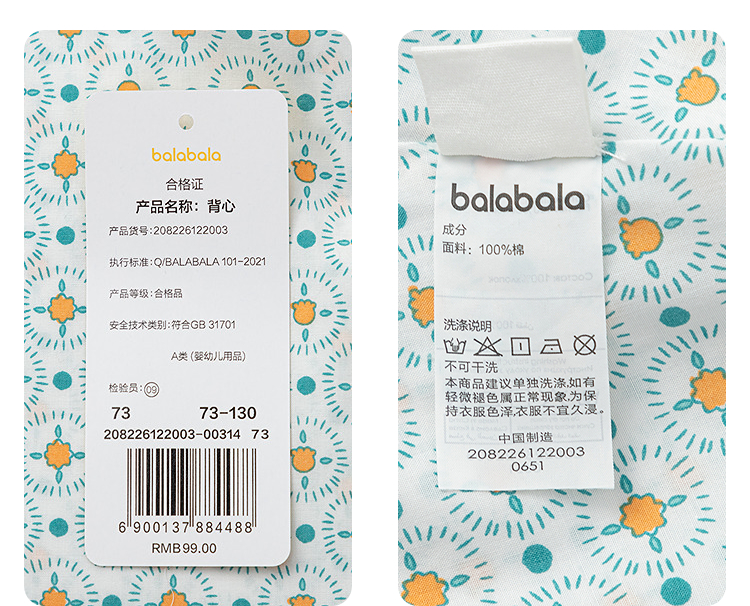 balabala
合格证
产品名称：背心
产品货号：208226122003
执行标准：Q/BALABALA 101-2021
产品等级：合格品
安全技术类别：符合GB 31701
A类 (婴幼儿用品)
检验员：09
73 73-130
208226122003-00314 73
6 900137 884488
RMB99.00
balabala
成分
面料：100%棉
洗涤说明
不可干洗
本商品建议单独洗涤.如有
轻微褪色属正常现象.为保
持衣服色泽.衣服不宜久浸。
中国制造
208226122003
0651